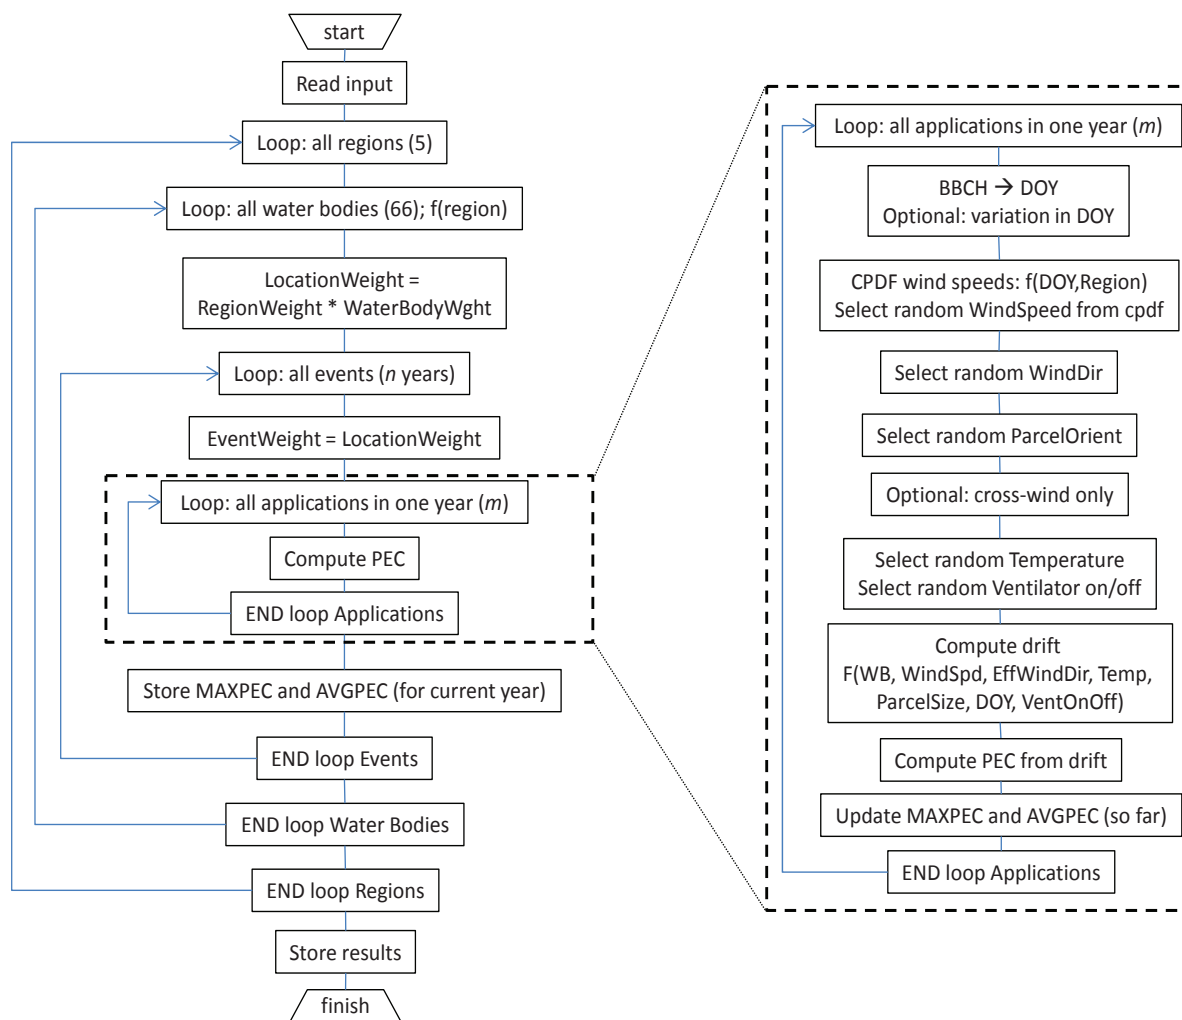 start
Read input
Loop: all regions (5)
Loop: all water bodies (66); f(region)
LocationWeight =
RegionWeight * WaterBodyWght
Loop: all events (n years)
EventWeight = LocationWeight
Loop: all applications in one year (m)
Compute PEC
END loop Applications
Store MAXPEC and AVGPEC (for current year)
END loop Events
END loop Water Bodies
END loop Regions
Store results
finish
Loop: all applications in one year (m)
BBCH → DOY
Optional: variation in DOY
CPDF wind speeds: f(DOY,Region)
Select random WindSpeed from cpdf
Select random WindDir
Select random ParcelOrient
Optional: cross-wind only
Select random Temperature
Select random Ventilator on/off
Compute drift
F(WB, WindSpd, EffWindDir, Temp,
ParcelSize, DOY, VentOnOff)
Compute PEC from drift
Update MAXPEC and AVGPEC (so far)
END loop Applications